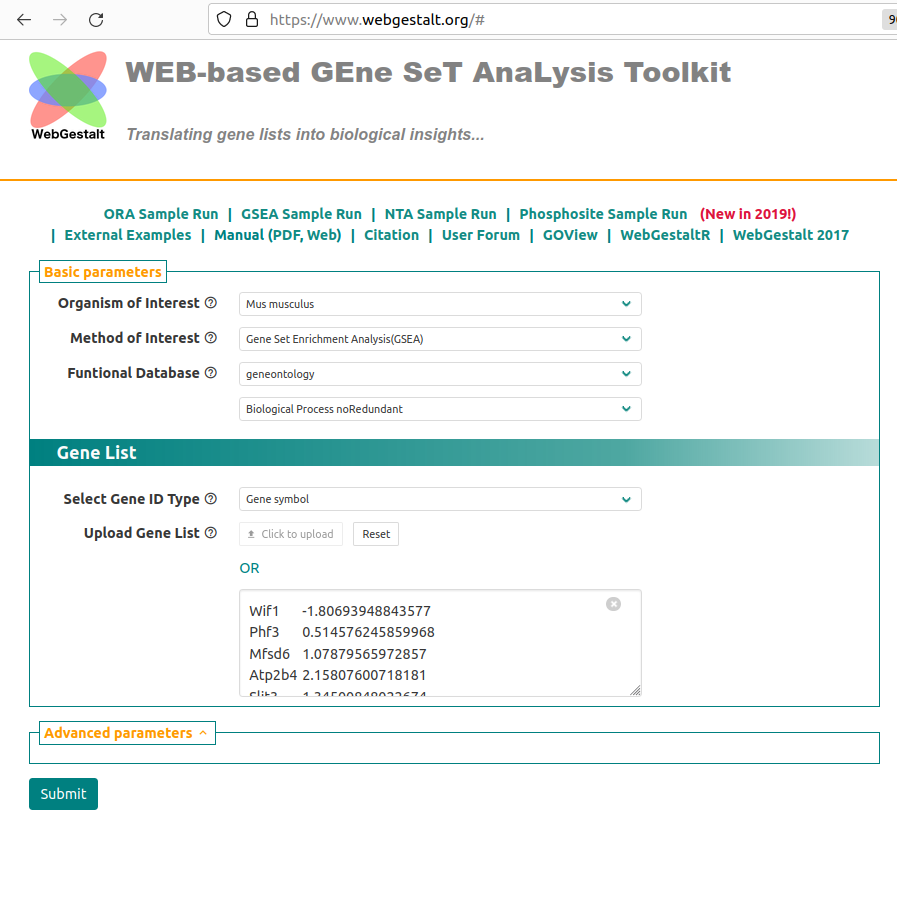 https://www.webgestalt.org/#
WEB-based GEne SeT AnaLysis Toolkit
WebGestalt
Translating gene lists into biological insights...
ORA Sample Run | GSEA Sample Run | NTA Sample Run | Phosphosite Sample Run (New in 2019!)
| External Examples | Manual (PDF, Web) | Citation | User Forum | GOView | WebGestaltR | WebGestalt 2017
Basic parameters
Organism of Interest Mus musculus
Method of Interest Gene Set Enrichment Analysis(GSEA)
Funtional Database geneontology
Biological Process noRedundant
Gene List
Select Gene ID Type Gene symbol
Upload Gene List Click to upload Reset
OR
Wif1 -1.80693948843577
Phf3 0.514576245859968
Mfsd6 1.07879565972857
Atp2b4 2.15807600718181
Advanced parameters
Submit